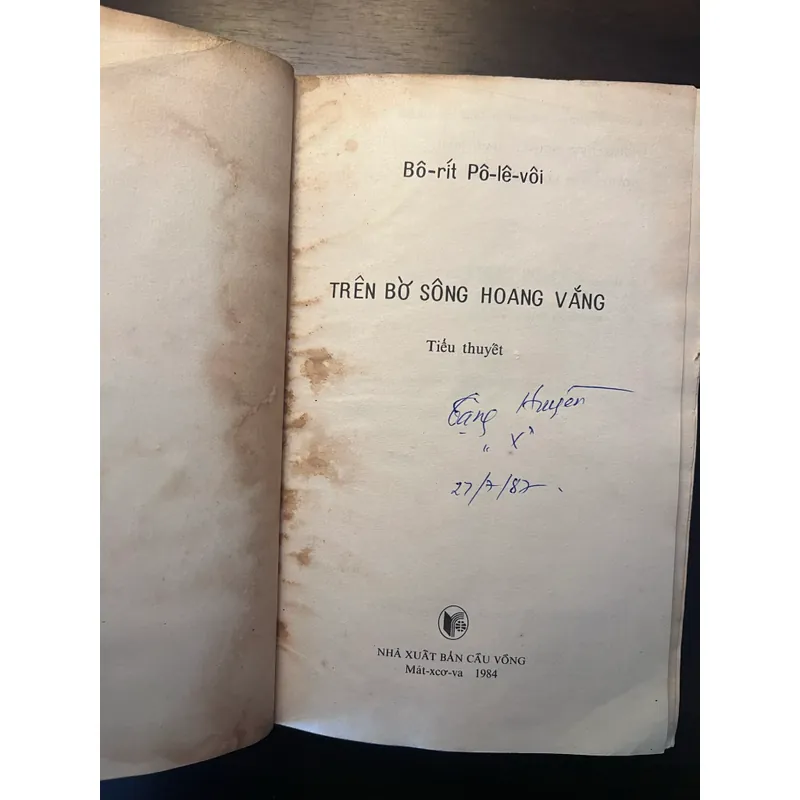 Bô-rít Pô-lê-vôi
TRÊN BỜ SÔNG HOANG VẮNG
Tiểu thuyết
Tặng Huyền
"X"
27/7/87.
NHÀ XUẤT BẢN CẦU VỒNG
Mát-xcơ-va 1984